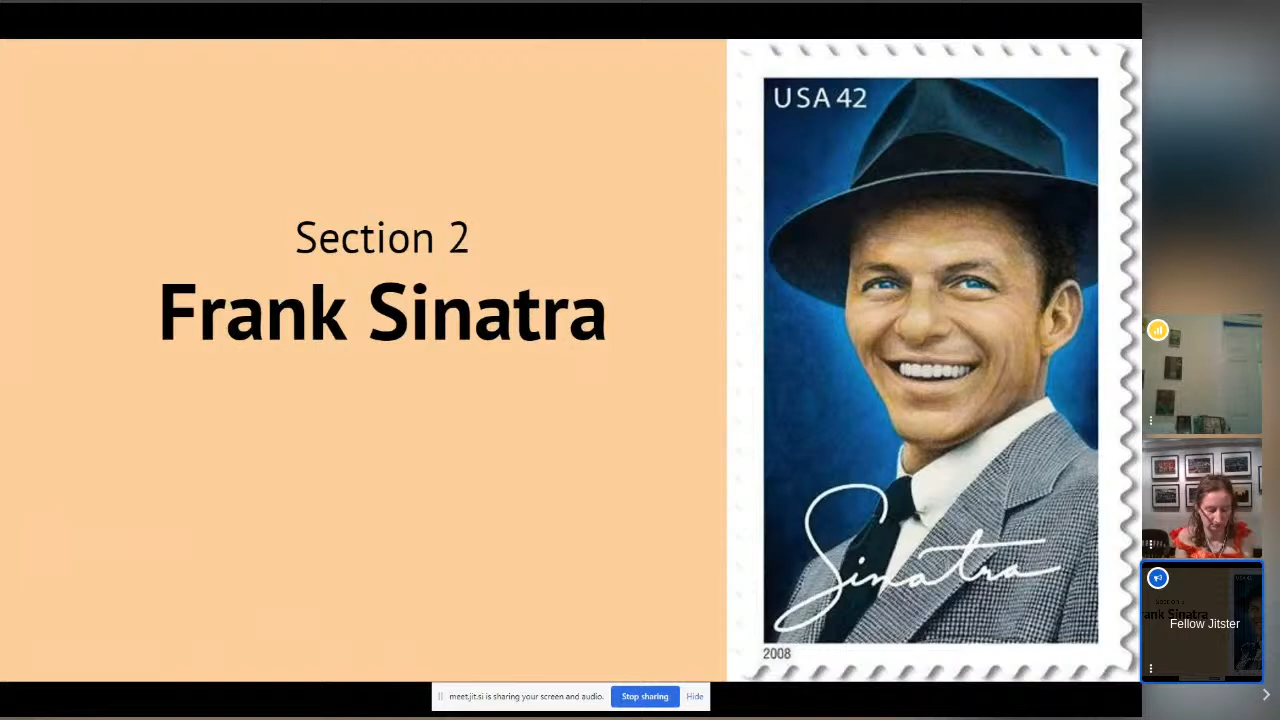 Section 2
Frank Sinatra
USA 42
Sinatra
2008
meet.jit.si is sharing your screen and audio.
Stop sharing
Hide
Fellow Jitster